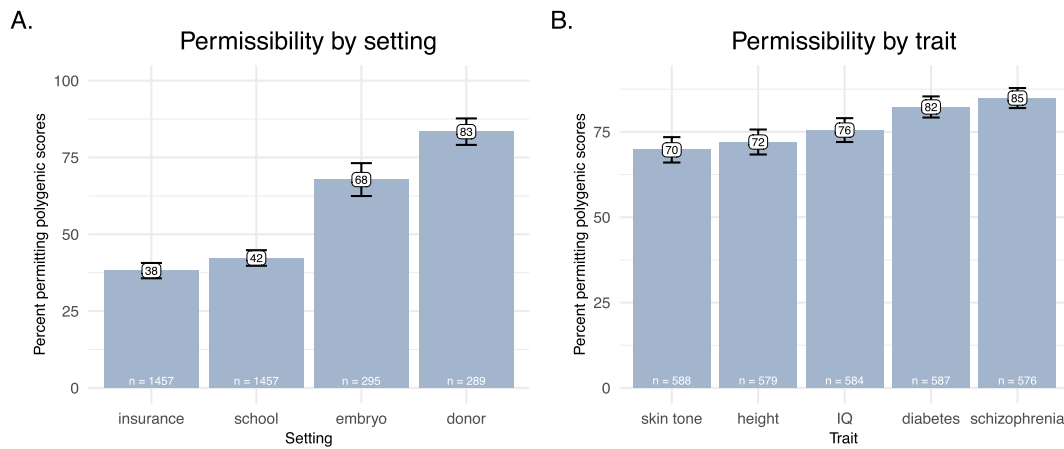 A.
Permissibility by setting
Percent permitting polygenic scores
100
75
50
25
0
38
42
68
83
n = 1457
n = 1457
n = 295
n = 289
insurance
school
embryo
donor
Setting
B.
Permissibility by trait
Percent permitting polygenic scores
75
50
25
0
70
72
76
82
85
n = 588
n = 579
n = 584
n = 587
n = 576
skin tone
height
IQ
diabetes
schizophrenia
Trait